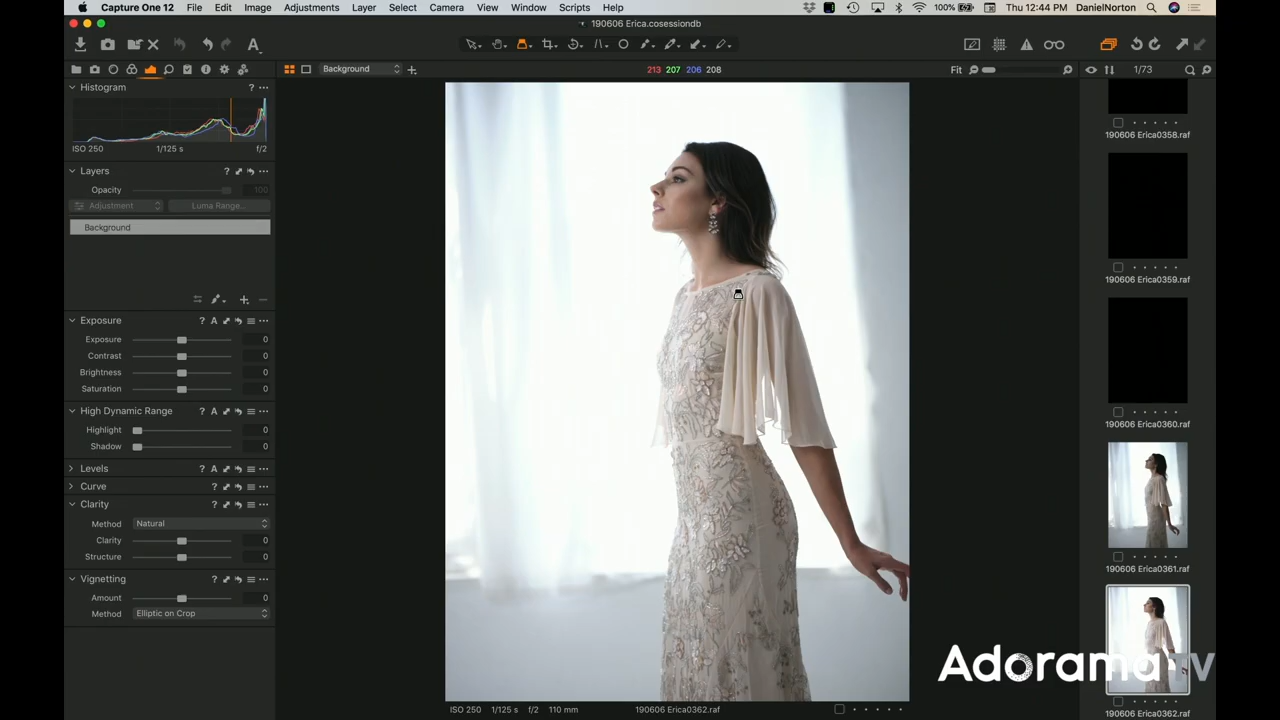 Capture One 12 File Edit Image Adjustments Layer Select Camera View Window Scripts Help 100% Thu 12:44 PM DanielNorton
190606 Erica.cosessiondb
A
Background 213 207 206 208 Fit 1/73
Histogram ?
ISO 250 1/125 s f/2
Layers ?
Opacity 100
Adjustment Luma Range...
Background
Exposure ? A
Exposure 0
Contrast 0
Brightness 0
Saturation 0
High Dynamic Range ? A
Highlight 0
Shadow 0
Levels ? A
Curve ?
Clarity ?
Method Natural
Clarity 0
Structure 0
Vignetting ?
Amount 0
Method Elliptic on Crop
ISO 250 1/125 s f/2 110 mm 190606 Erica0362.raf
190606 Erica0358.raf
190606 Erica0359.raf
190606 Erica0360.raf
190606 Erica0361.raf
AdoramaTV
190606 Erica0362.raf